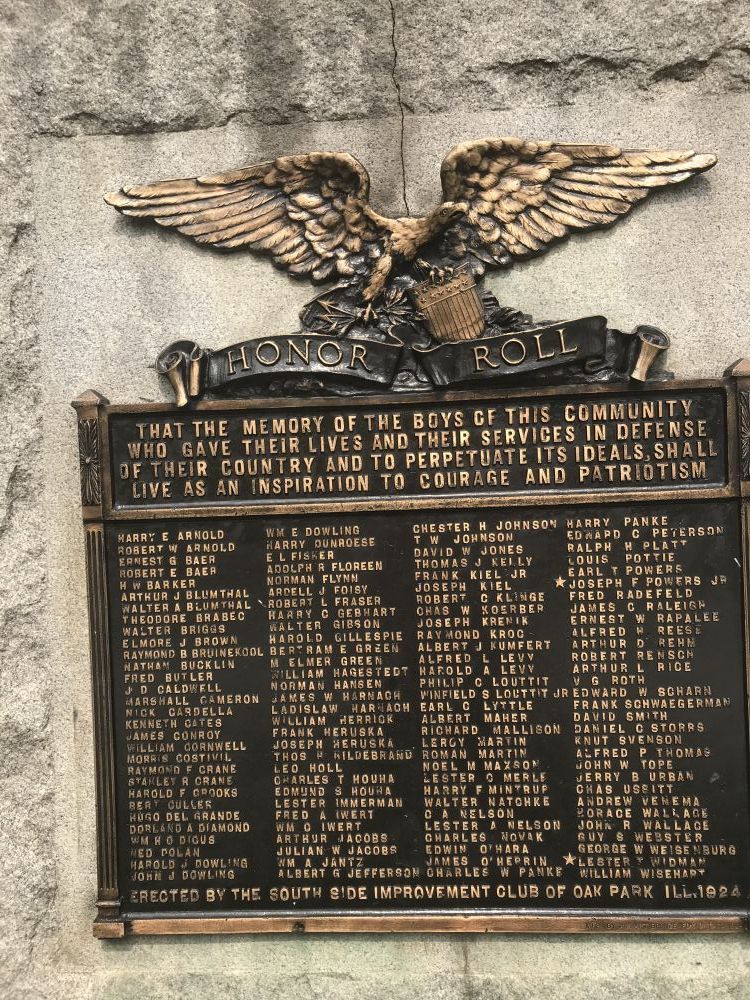 HONOR ROLL
THAT THE MEMORY OF THE BOYS OF THIS COMMUNITY
WHO GAVE THEIR LIVES AND THEIR SERVICES IN DEFENSE
OF THEIR COUNTRY AND TO PERPETUATE ITS IDEALS, SHALL
LIVE AS AN INSPIRATION TO COURAGE AND PATRIOTISM
HARRY E ARNOLD
ROBERT W ARNOLD
ERNEST G BAER
ROBERT E BAER
H W BARKER
ARTHUR J BLUMTHAL
WALTER A BLUMTHAL
THEODORE BRABEC
WALTER BRIGGS
ELMORE J BROWN
RAYMOND B BRUINEKOOL
NATHAN BUCKLIN
FRED BUTLER
J D CALDWELL
MARSHALL CAMERON
NICK CARDELLA
KENNETH CATES
JAMES CONROY
WILLIAM CORNWELL
MORRIS COSTIVIL
RAYMOND F CRANE
STANLEY R CRANE
HAROLD F CROOKS
BERT CULLER
HUGO DEL GRANDE
DORLAND A DIAMOND
WM H O DIGUS
NED DOLAN
HAROLD J DOWLING
JOHN J DOWLING
WM E DOWLING
HARRY DUNROESE
E L FISHER
ADOLPH R FLOREEN
NORMAN FLYNN
ARDELL J FOISY
ROBERT L FRASER
HARRY C GEBHART
WALTER GIBSON
HAROLD GILLESPIE
BERTRAM E GREEN
M ELMER GREEN
WILLIAM HAGESTEDT
NORMAN HANSEN
JAMES W HARNACH
LADISLAW HARNACH
WILLIAM HERRICK
FRANK HERUSKA
JOSEPH HERUSKA
THOS H HILDEBRAND
LEO HOLL
CHARLES T HOUHA
EDMUND S HOUHA
LESTER IMMERMAN
FRED A IWERT
WM C IWERT
ARTHUR JACOBS
JULIAN W JACOBS
WM A JANTZ
ALBERT G JEFFERSON
CHESTER H JOHNSON
T W JOHNSON
DAVID W JONES
THOMAS J KELLY
FRANK KIEL JR
JOSEPH KIEL
ROBERT C KLINGE
CHAS W KOERBER
JOSEPH KRENIK
RAYMOND KROC
ALBERT J KUMFERT
ALFRED L LEVY
HAROLD A LEVY
PHILIP C LOUTTIT
WINFIELD S LOUTTIT JR
EARL C LYTTLE
ALBERT MAHER
RICHARD MALLISON
LEROY MARTIN
ROMAN MARTIN
NOEL M MAXSON
LESTER C MERLE
HARRY F MINTRUP
WALTER NATCHKE
C A NELSON
LESTER A NELSON
CHARLES NOVAK
EDWIN O'HARA
JAMES O'HEPRIN
CHARLES W PANKE
HARRY PANKE
EDWARD C PETERSON
RALPH H PLATT
LOUIS POTTIE
ARL T POWERS
JOSEPH F POWERS JR
FRED RADEFELD
JAMES C RALEIGH
ERNEST W RAPALEE
ALFRED H REESE
ARTHUR D REHM
ROBERT RENSCH
ARTHUR L RICE
G ROTH
EDWARD W SCHARN
FRANK SCHWAEGERMAN
DAVID SMITH
DANIEL C STORRS
KNUT SVENSON
ALFRED P THOMAS
JOHN W TOPE
JERRY B URBAN
CHAS USSITT
ANDREW VENEMA
HORACE WALLACE
JOHN R WALLACE
GUY S WEBSTER
GEORGE W WEISENBURG
LESTER T WIDMAN
WILLIAM WISEHART
ERECTED BY THE SOUTH SIDE IMPROVEMENT CLUB OF OAK PARK ILL. 1924